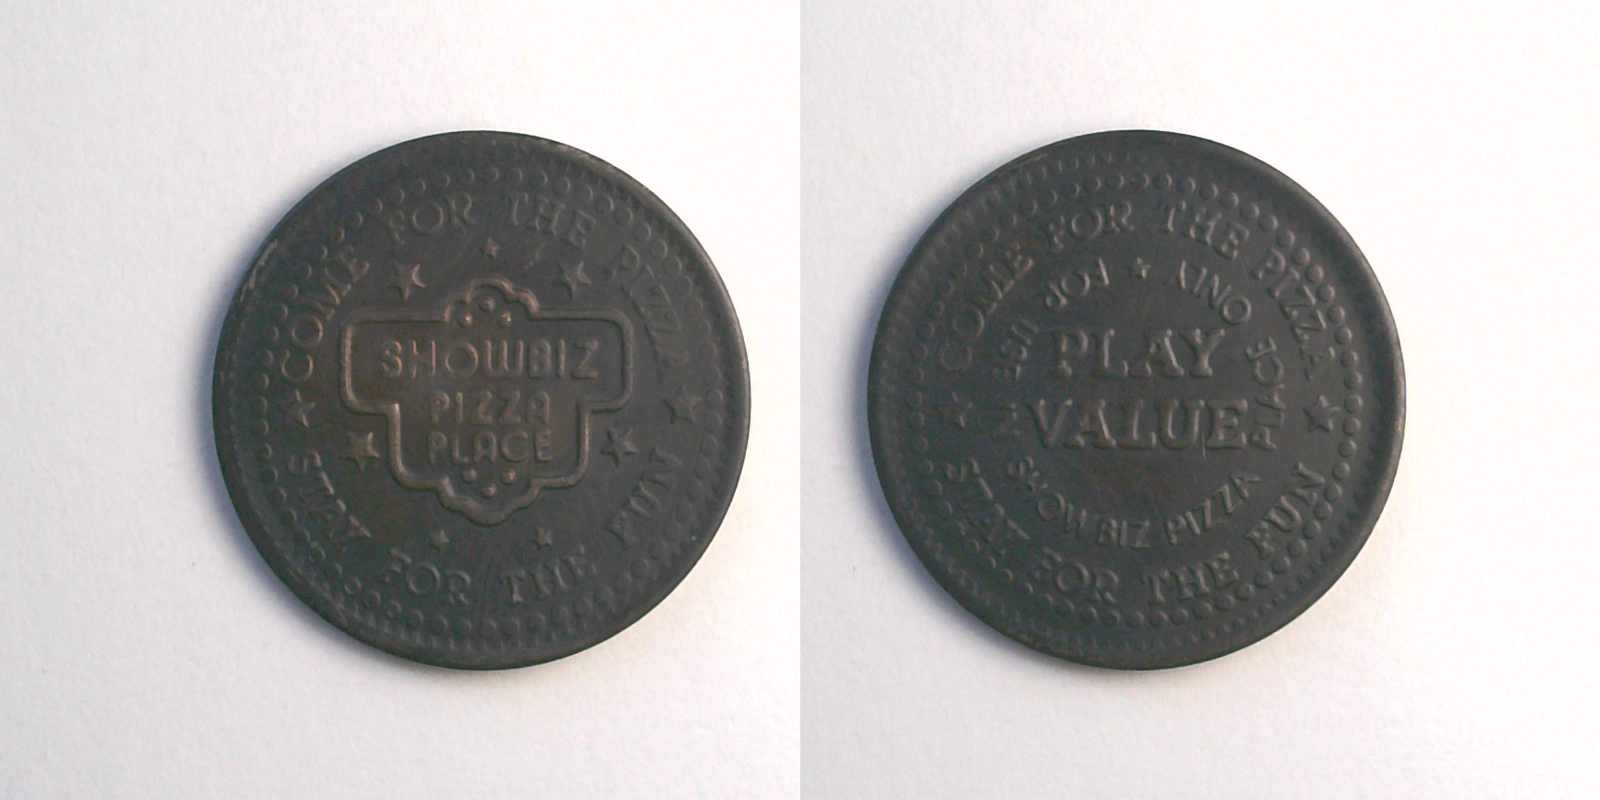 COME FOR THE PIZZA
SHOWBIZ
PIZZA
PLACE
STAY FOR THE FUN
COME FOR THE PIZZA
FOR USE IN SHOWBIZ PIZZA PLACE ONLY
PLAY
VALUE
STAY FOR THE FUN